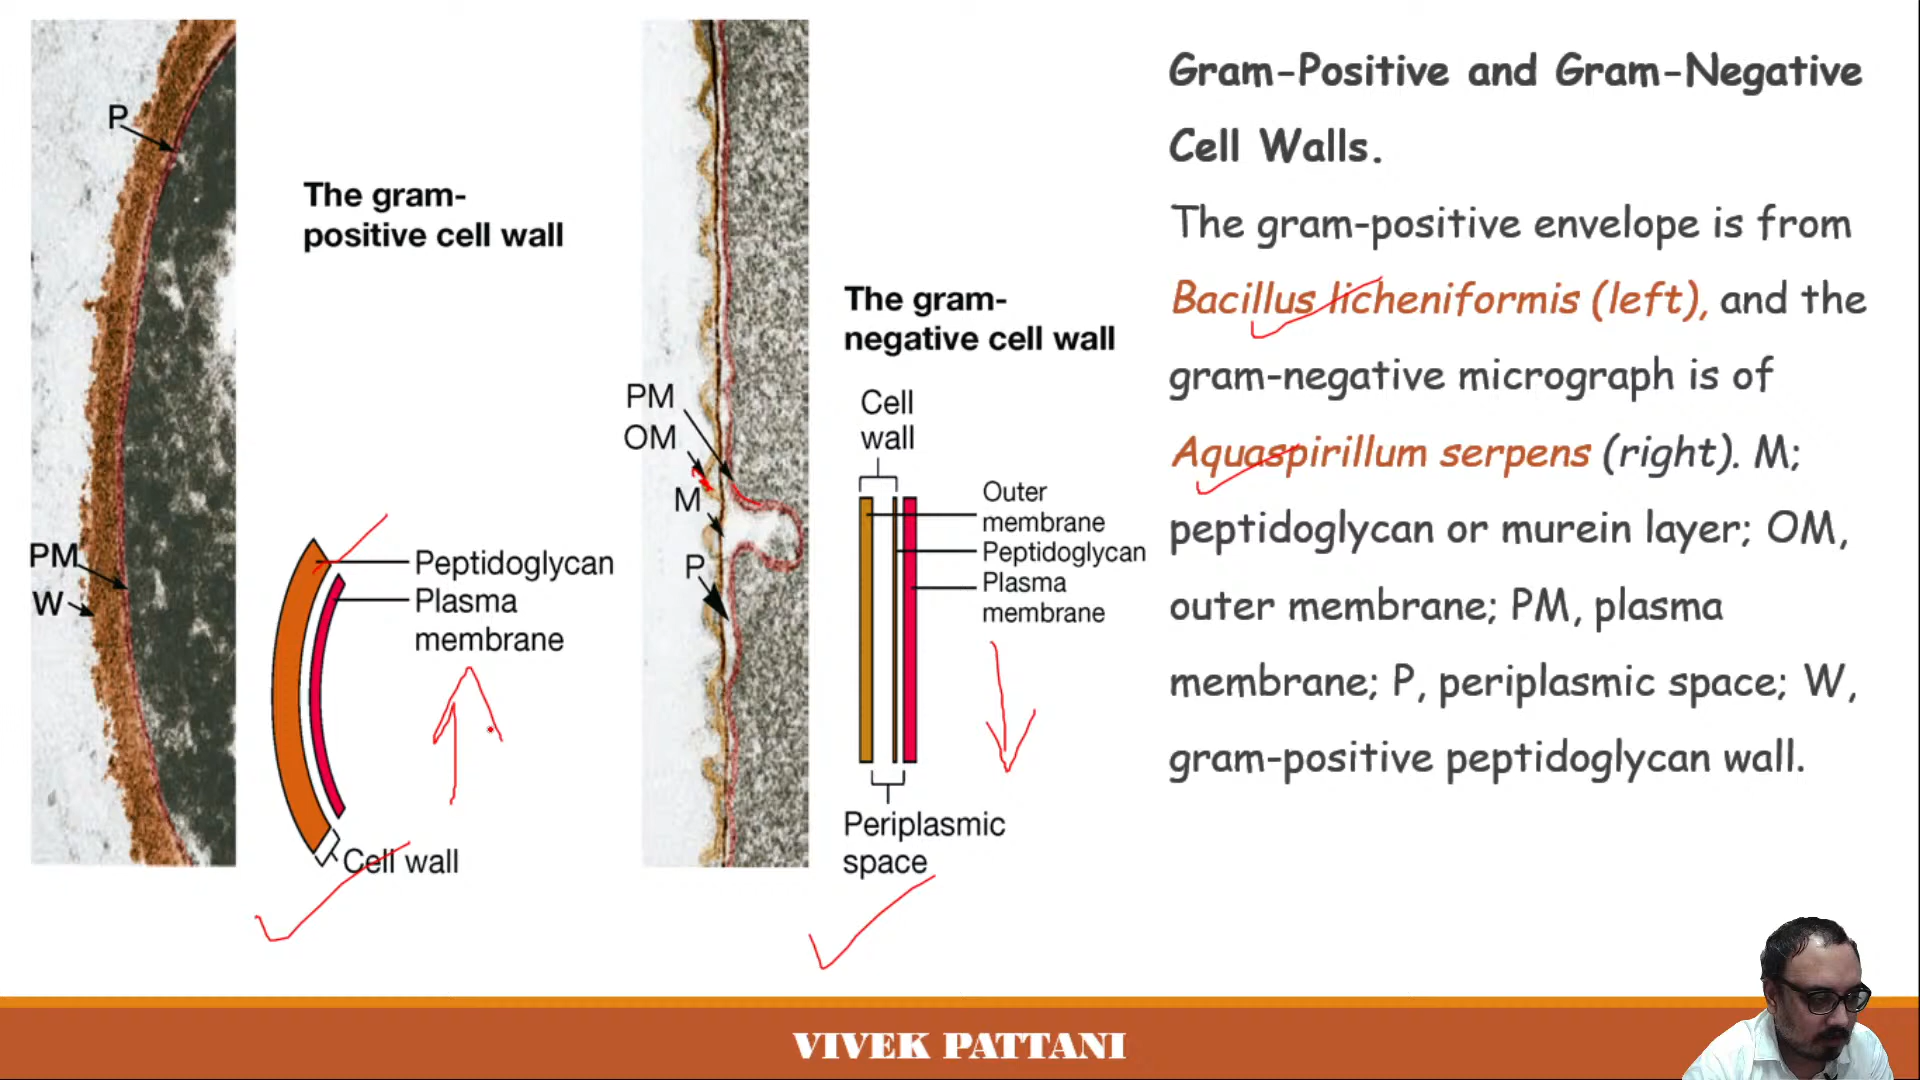 P
The gram-
positive cell wall
PM
W
Peptidoglycan
Plasma
membrane
Cell wall
PM
OM
M
P
The gram-
negative cell wall
Cell
wall
Outer
membrane
Peptidoglycan
Plasma
membrane
Periplasmic
space
Gram-Positive and Gram-Negative
Cell Walls.
The gram-positive envelope is from
Bacillus licheniformis (left), and the
gram-negative micrograph is of
Aquaspirillum serpens (right). M;
peptidoglycan or murein layer; OM,
outer membrane; PM, plasma
membrane; P, periplasmic space; W,
gram-positive peptidoglycan wall.
VIVEK PATTANI